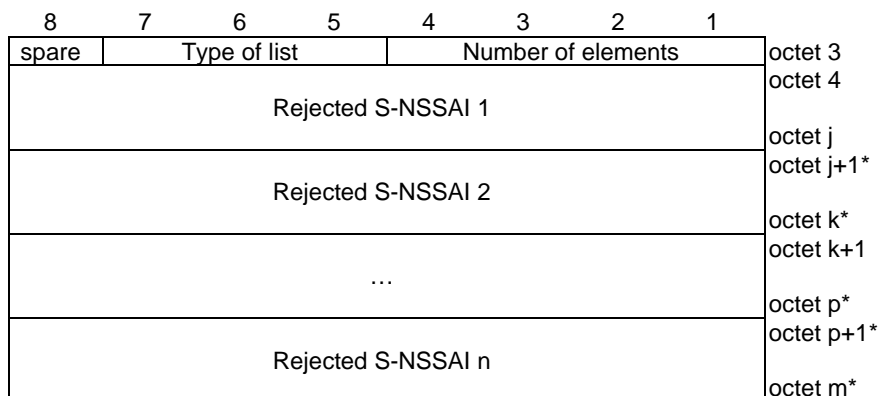 8 7 6 5 4 3 2 1
spare Type of list Number of elements octet 3
octet 4
Rejected S-NSSAI 1
octet j
octet j+1*
Rejected S-NSSAI 2
octet k*
octet k+1
…
octet p*
octet p+1*
Rejected S-NSSAI n
octet m*